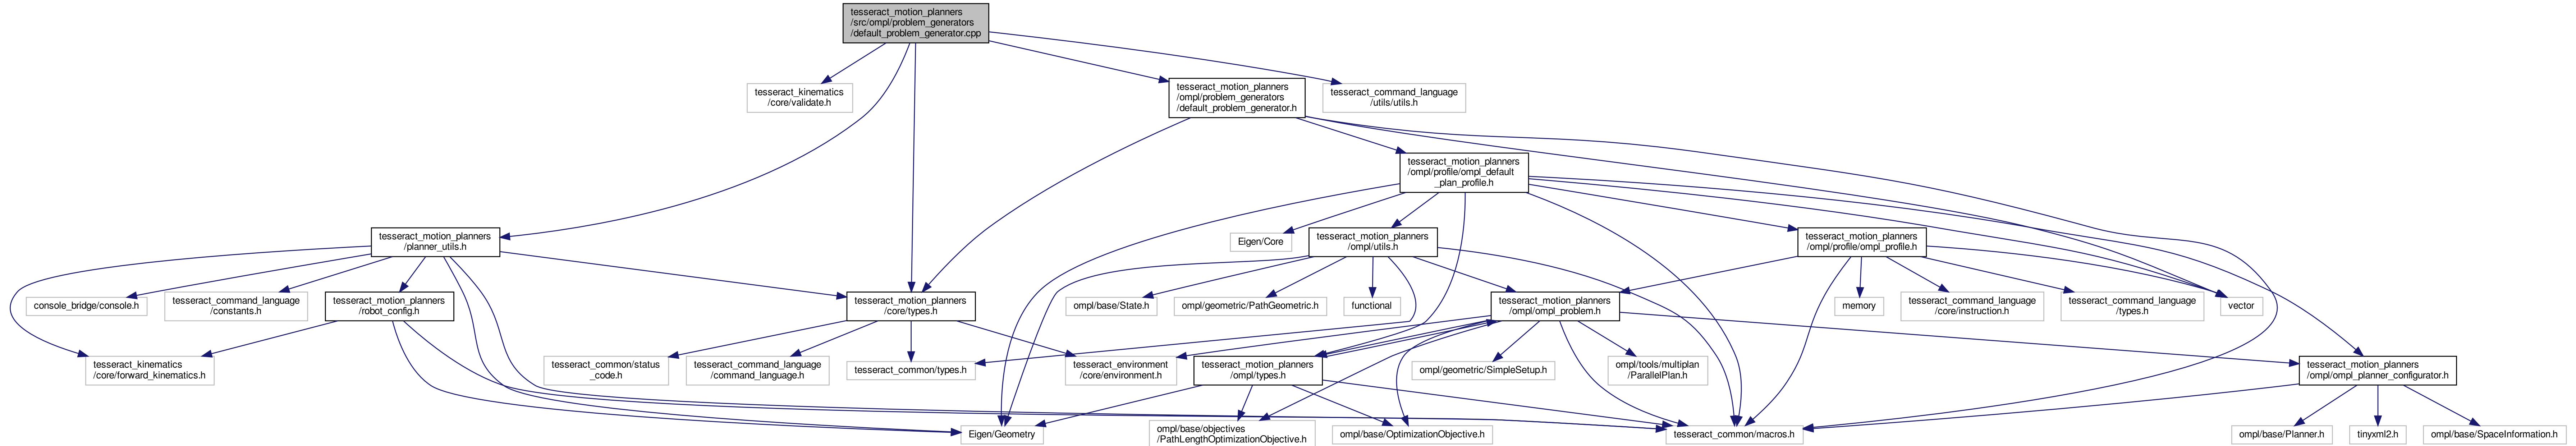 tesseract_motion_planners
/src/ompl/problem_generators
/default_problem_generator.cpp
tesseract_kinematics
/core/validate.h
tesseract_motion_planners
/ompl/problem_generators
/default_problem_generator.h
tesseract_command_language
/utils/utils.h
tesseract_motion_planners
/ompl/profile/ompl_default
_plan_profile.h
tesseract_motion_planners
/planner_utils.h
Eigen/Core
tesseract_motion_planners
/ompl/utils.h
tesseract_motion_planners
/ompl/profile/ompl_profile.h
console_bridge/console.h
tesseract_command_language
/constants.h
tesseract_motion_planners
/robot_config.h
tesseract_motion_planners
/core/types.h
ompl/base/State.h
ompl/geometric/PathGeometric.h
functional
tesseract_motion_planners
/ompl/ompl_problem.h
memory
tesseract_command_language
/core/instruction.h
tesseract_command_language
/types.h
vector
tesseract_kinematics
/core/forward_kinematics.h
tesseract_common/status
_code.h
tesseract_command_language
/command_language.h
tesseract_common/types.h
tesseract_environment
/core/environment.h
tesseract_motion_planners
/ompl/types.h
ompl/geometric/SimpleSetup.h
ompl/tools/multiplan
/ParallelPlan.h
tesseract_motion_planners
/ompl/ompl_planner_configurator.h
Eigen/Geometry
ompl/base/objectives
/PathLengthOptimizationObjective.h
ompl/base/OptimizationObjective.h
tesseract_common/macros.h
ompl/base/Planner.h
tinyxml2.h
ompl/base/SpaceInformation.h